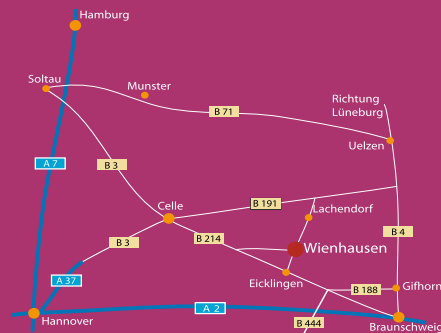 Hamburg
Soltau
Munster
Richtung
Lüneburg
B 71
Uelzen
A 7
B 3
Celle
B 191
Lachendorf
B 4
B 3
B 214
Wienhausen
A 37
Eicklingen
B 188
Gifhorn
A 2
Hannover
B 444
Braunschweig